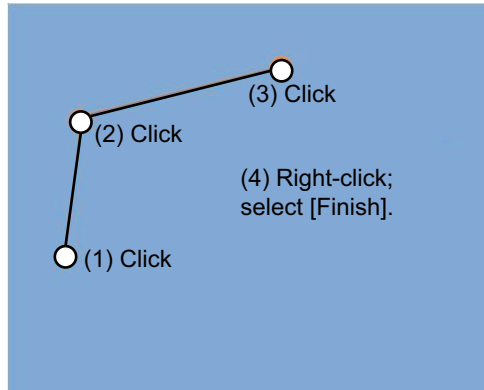 (3) Click
(2) Click
(4) Right-click;
select [Finish].
(1) Click